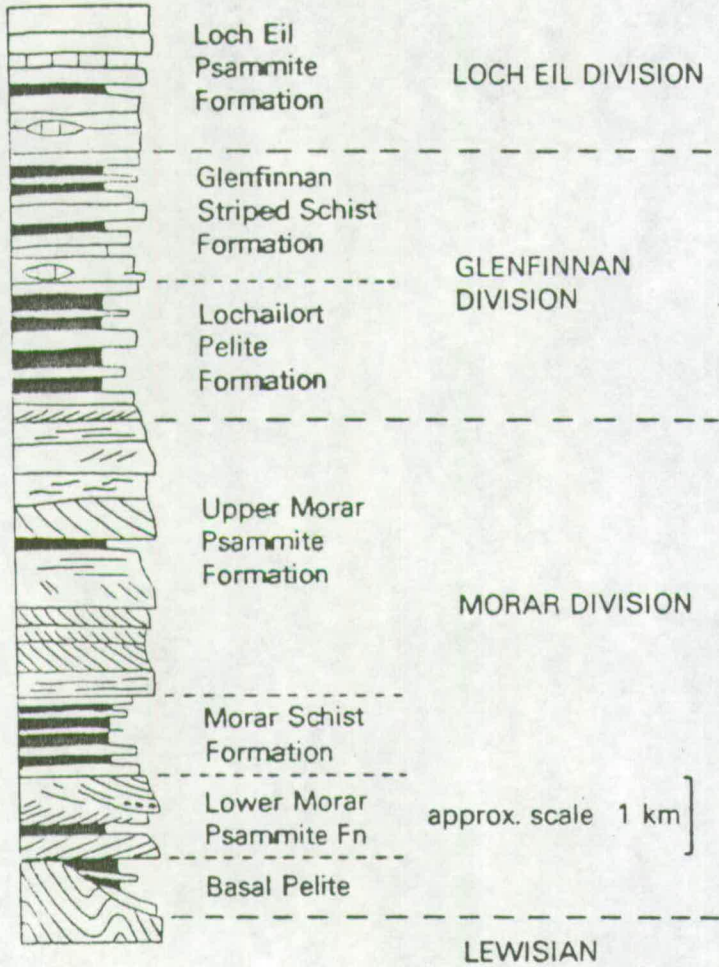 Loch Eil
Psammite
Formation
LOCH EIL DIVISION
Glenfinnan
Striped Schist
Formation
GLENFINNAN
DIVISION
Lochailort
Pelite
Formation
Upper Morar
Psammite
Formation
MORAR DIVISION
Morar Schist
Formation
Lower Morar
Psammite Fn
approx. scale 1 km
Basal Pelite
LEWISIAN